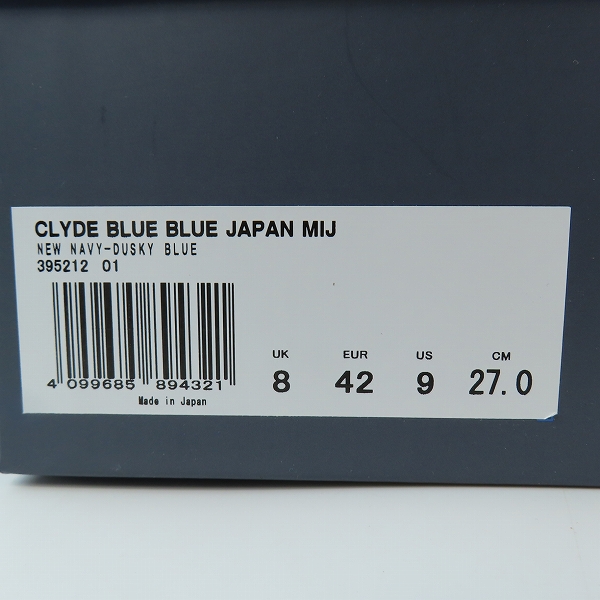 CLYDE BLUE BLUE JAPAN MIJ
NEW NAVY-DUSKY BLUE
395212 01
4 099685 894321
Made in Japan
UK EUR US CM
8 42 9 27.0